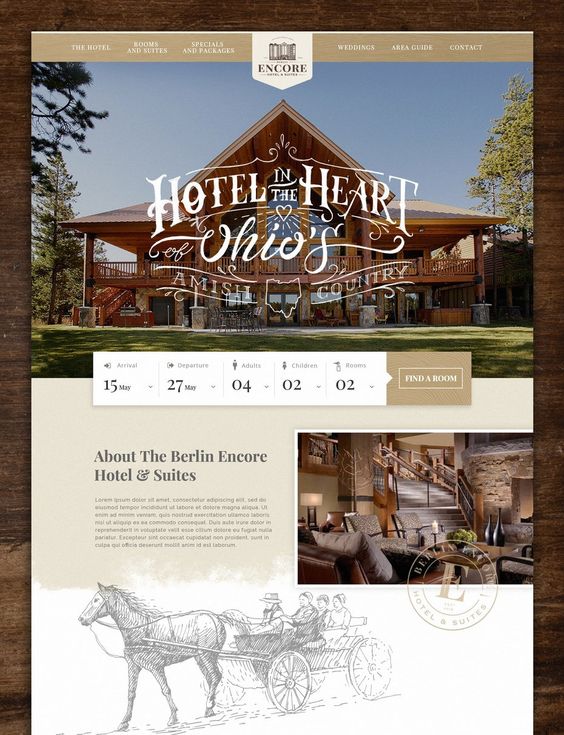 THE HOTEL
ROOMS
AND SUITES
SPECIALS
AND PACKAGES
ENCORE
HOTEL & SUITES
WEDDINGS
AREA GUIDE
CONTACT
HOTEL IN THE HEART
of Ohio's
AMISH COUNTRY
Arrival
Departure
Adults
Children
Rooms
15 May
27 May
04
02
02
FIND A ROOM
About The Berlin Encore
Hotel & Suites
Lorem ipsum dolor sit amet, consectetur adipiscing elit, sed
do eiusmod tempor incididunt ut labore et dolore magna aliqua.
Ut enim ad minim veniam, quis nostrud exercitation ullamco
laboris nisi ut aliquip ex ea commodo consequat. Duis aute irure
dolor in reprehenderit in voluptate velit esse cillum dolore eu
fugiat nulla pariatur. Excepteur sint occaecat cupidatat non
proident, sunt in culpa qui officia deserunt mollit anim id est
laborum.
E
HOTEL & SUITES